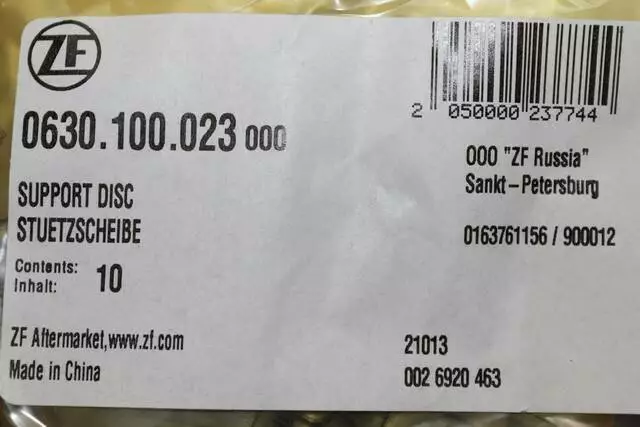 ZF
0630.100.023 000
SUPPORT DISC
STUETZSCHEIBE
Contents:
Inhalt: 10
ZF Aftermarket,www.zf.com
Made in China
2 050000 237744
OOO "ZF Russia"
Sankt-Petersburg
0163761156 / 900012
21013
002 6920 463